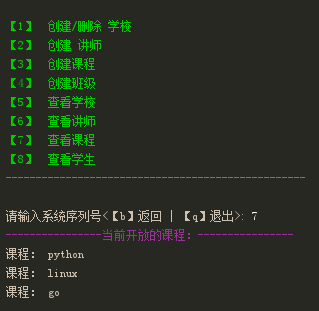 【1】 创建/删除 学校
【2】 创建 讲师
【3】 创建课程
【4】 创建班级
【5】 查看学校
【6】 查看讲师
【7】 查看课程
【8】 查看学生
--------------------------------------------------
请输入系统序列号<【b】返回 | 【q】退出>: 7
----------------当前开放的课程: ----------------
课程: python
课程: linux
课程: go